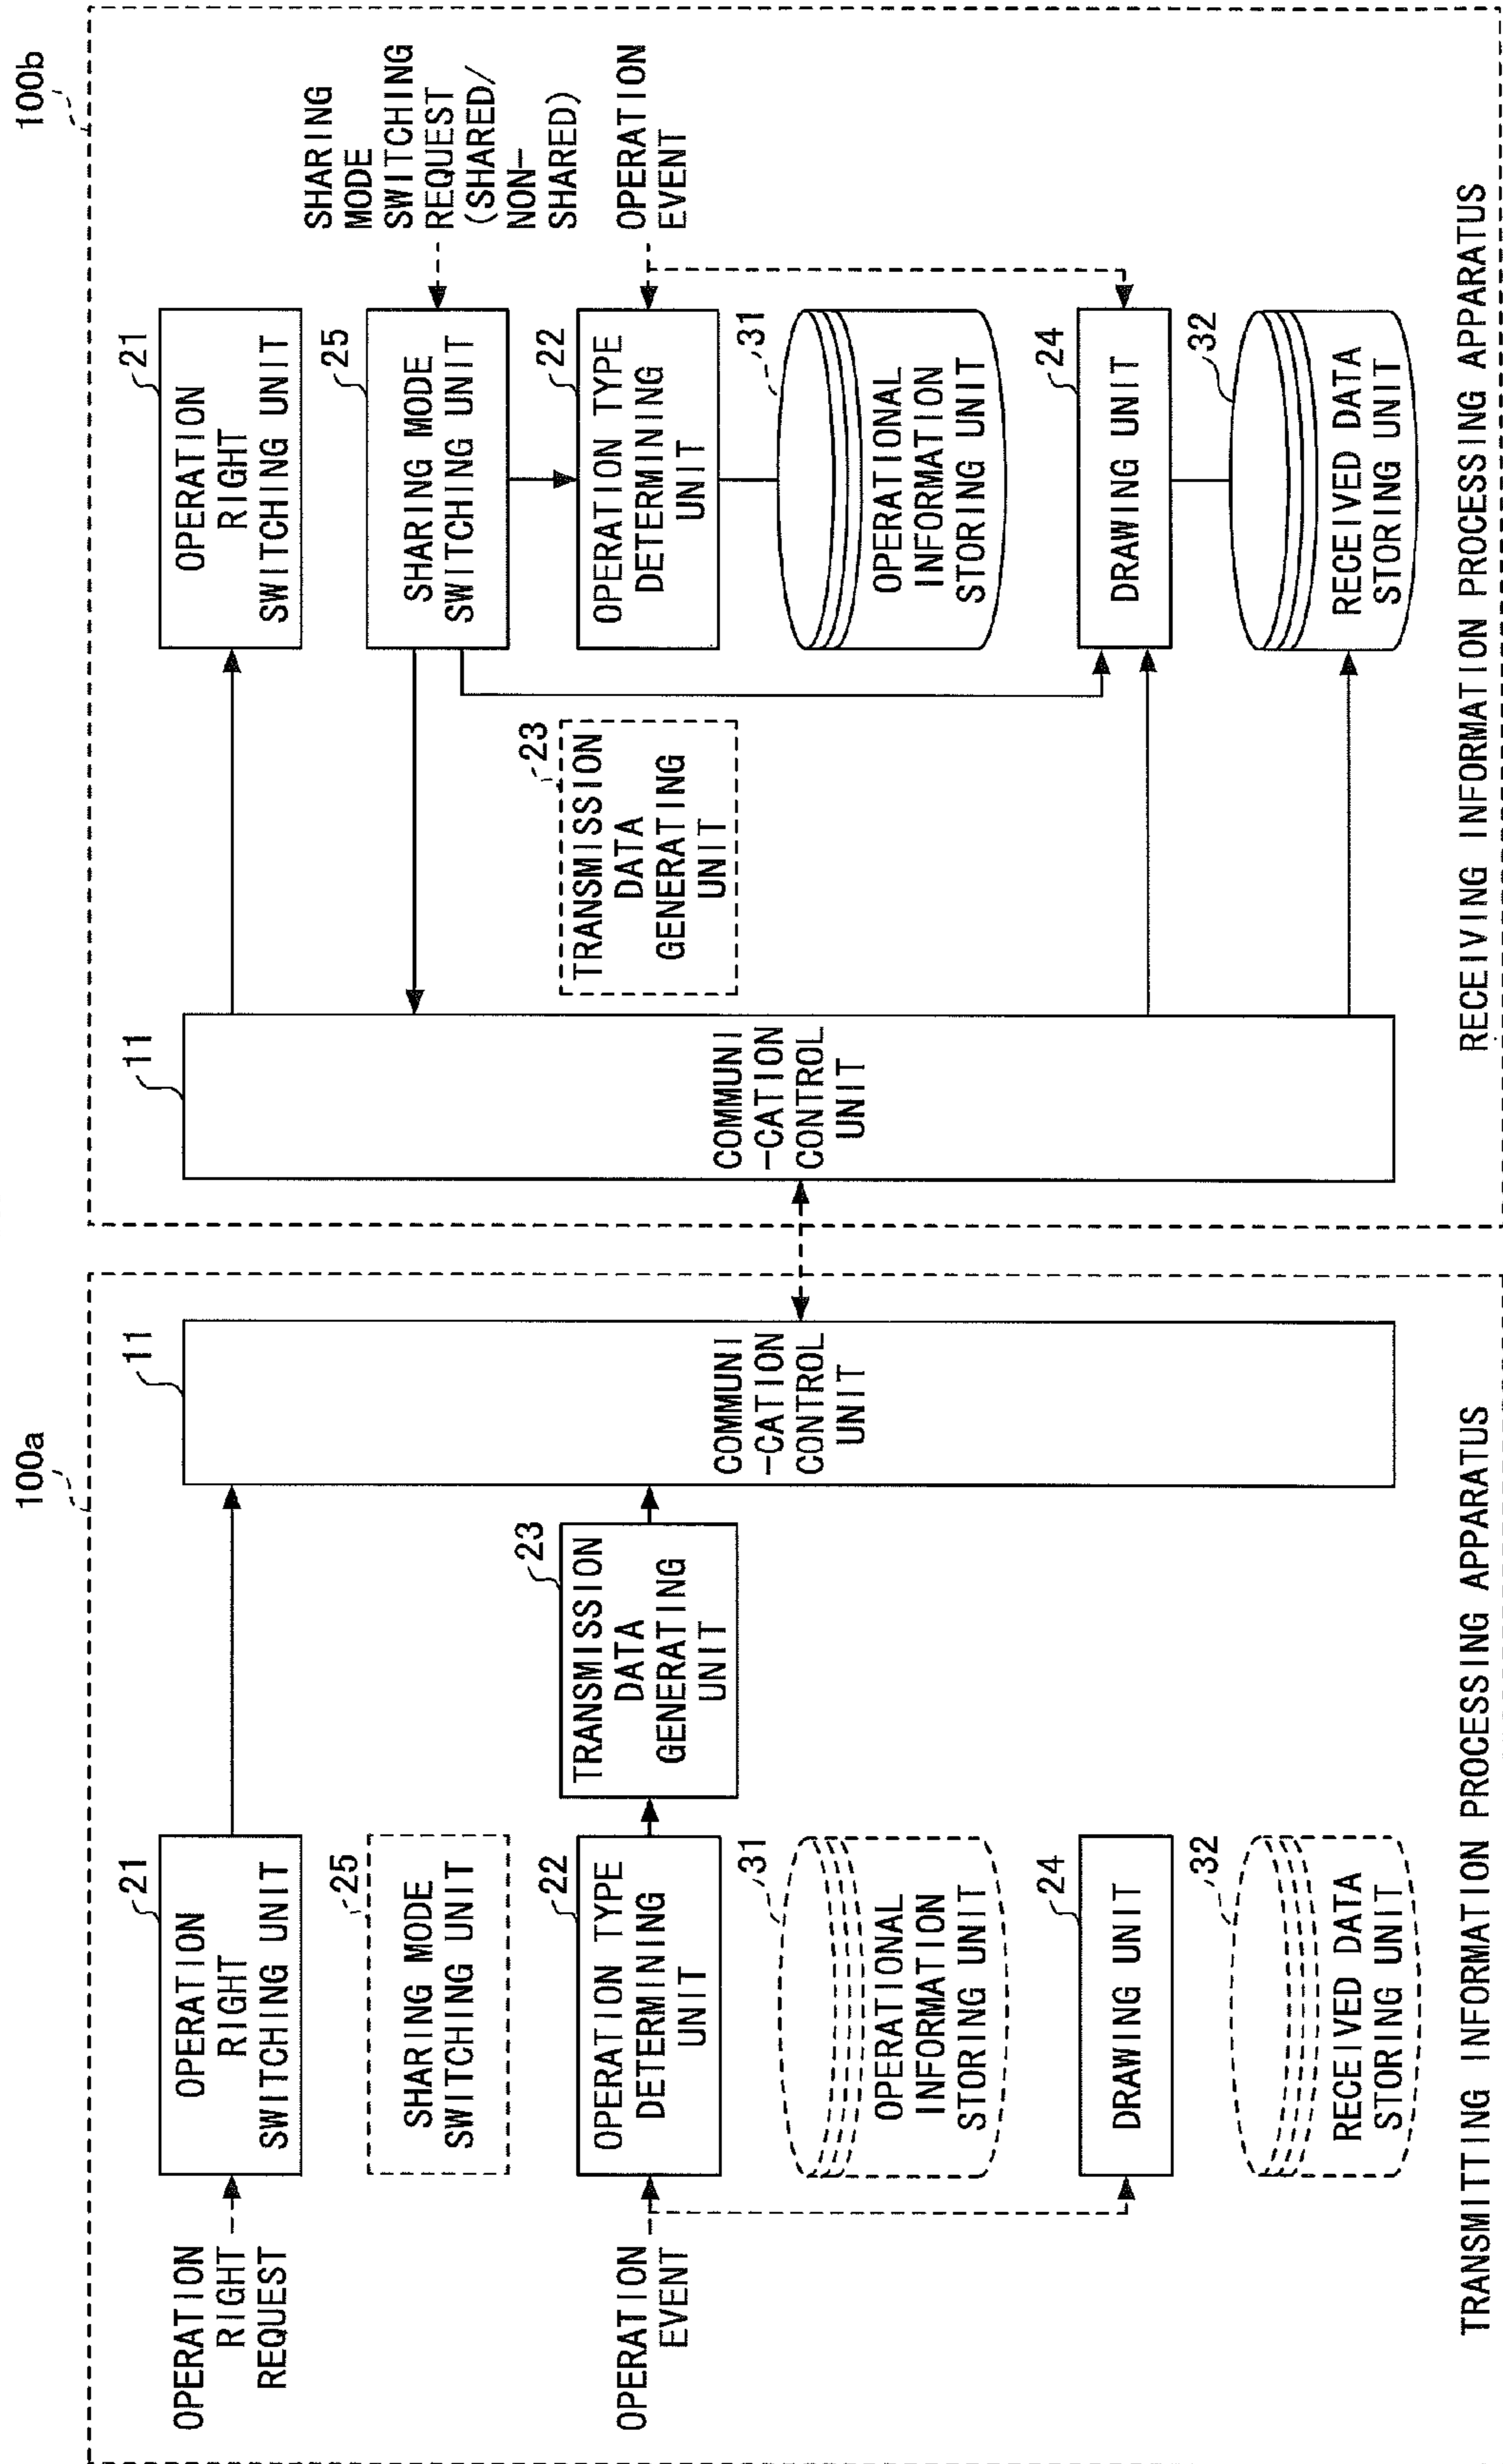 100a
OPERATION
RIGHT
REQUEST
21
OPERATION
RIGHT
SWITCHING UNIT
25
SHARING MODE
SWITCHING UNIT
OPERATION
EVENT
22
OPERATION TYPE
DETERMINING
UNIT
23
TRANSMISSION
DATA
GENERATING
UNIT
31
OPERATIONAL
INFORMATION
STORING UNIT
24
DRAWING UNIT
32
RECEIVED DATA
STORING UNIT
11
COMMUNI
-CATION
CONTROL
UNIT
TRANSMITTING INFORMATION PROCESSING APPARATUS
100b
11
COMMUNI
-CATION
CONTROL
UNIT
21
OPERATION
RIGHT
SWITCHING UNIT
25
SHARING MODE
SWITCHING UNIT
SHARING
MODE
SWITCHING
REQUEST
(SHARED/
NON-
SHARED)
23
TRANSMISSION
DATA
GENERATING
UNIT
22
OPERATION TYPE
DETERMINING
UNIT
OPERATION
EVENT
31
OPERATIONAL
INFORMATION
STORING UNIT
24
DRAWING UNIT
32
RECEIVED DATA
STORING UNIT
RECEIVING INFORMATION PROCESSING APPARATUS